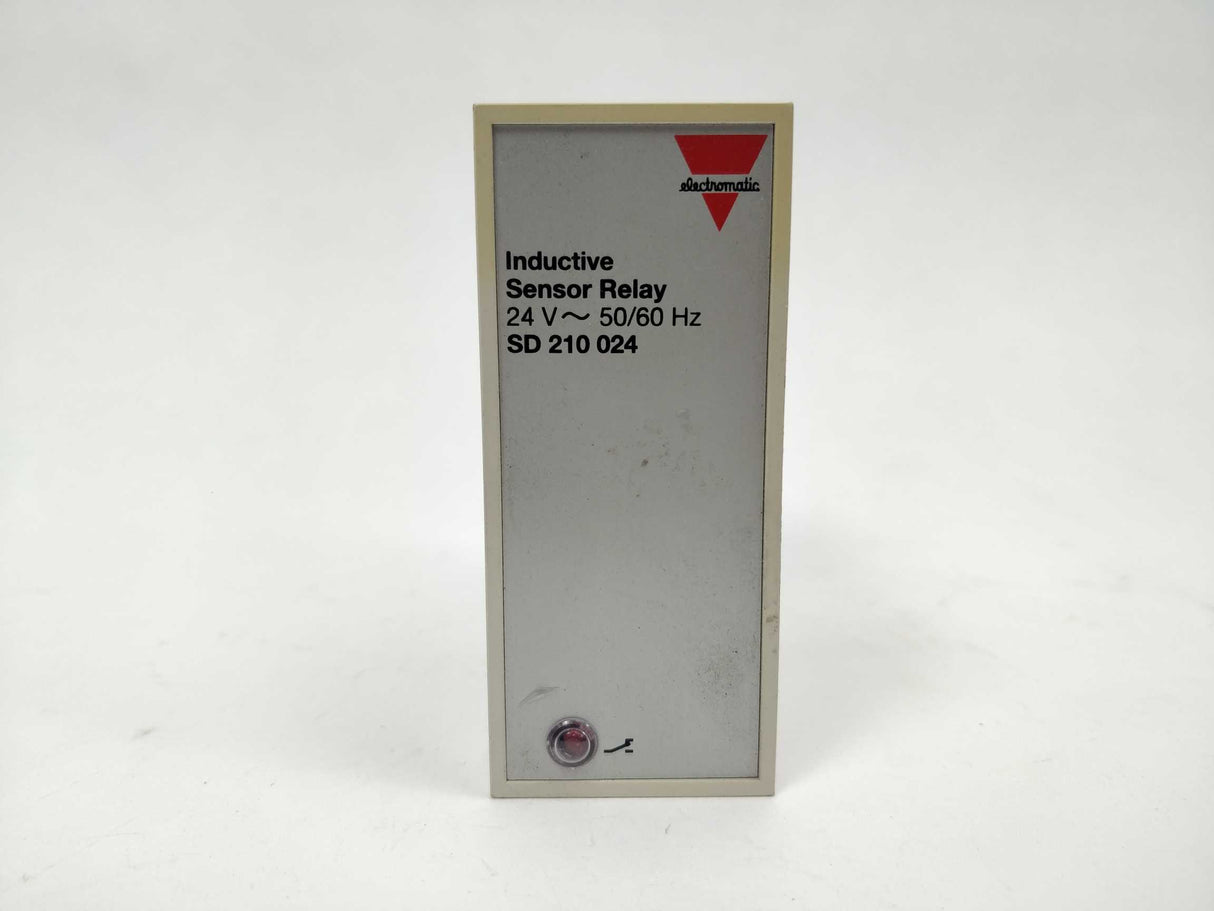 electromatic
Inductive
Sensor Relay
24 V～ 50/60 Hz
SD 210 024